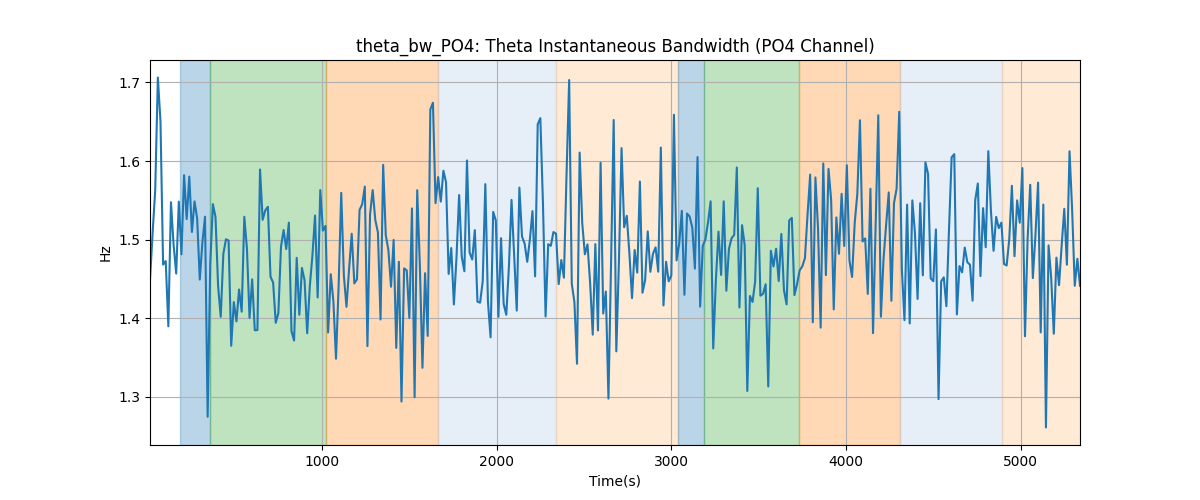 theta_bw_PO4: Theta Instantaneous Bandwidth (PO4 Channel)
1.7
1.6
1.5
1.4
1.3
Hz
1000 2000 3000 4000 5000
Time(s)